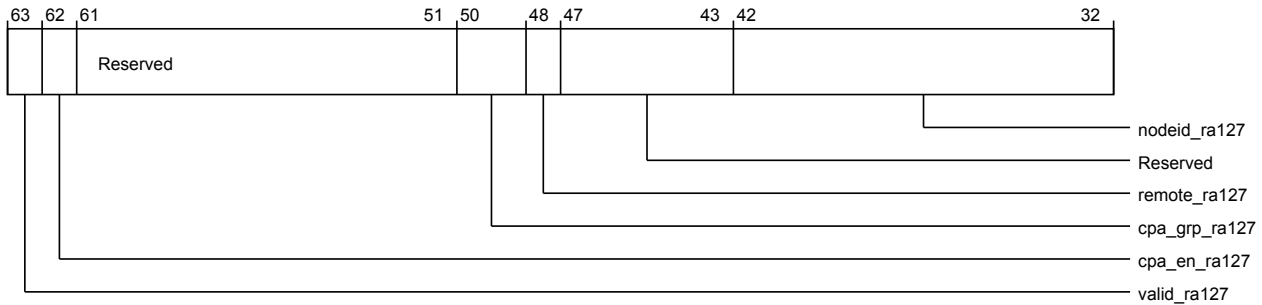 63 62 61 51 50 48 47 43 42 32
Reserved
nodeid_ra127
Reserved
remote_ra127
cpa_grp_ra127
cpa_en_ra127
valid_ra127